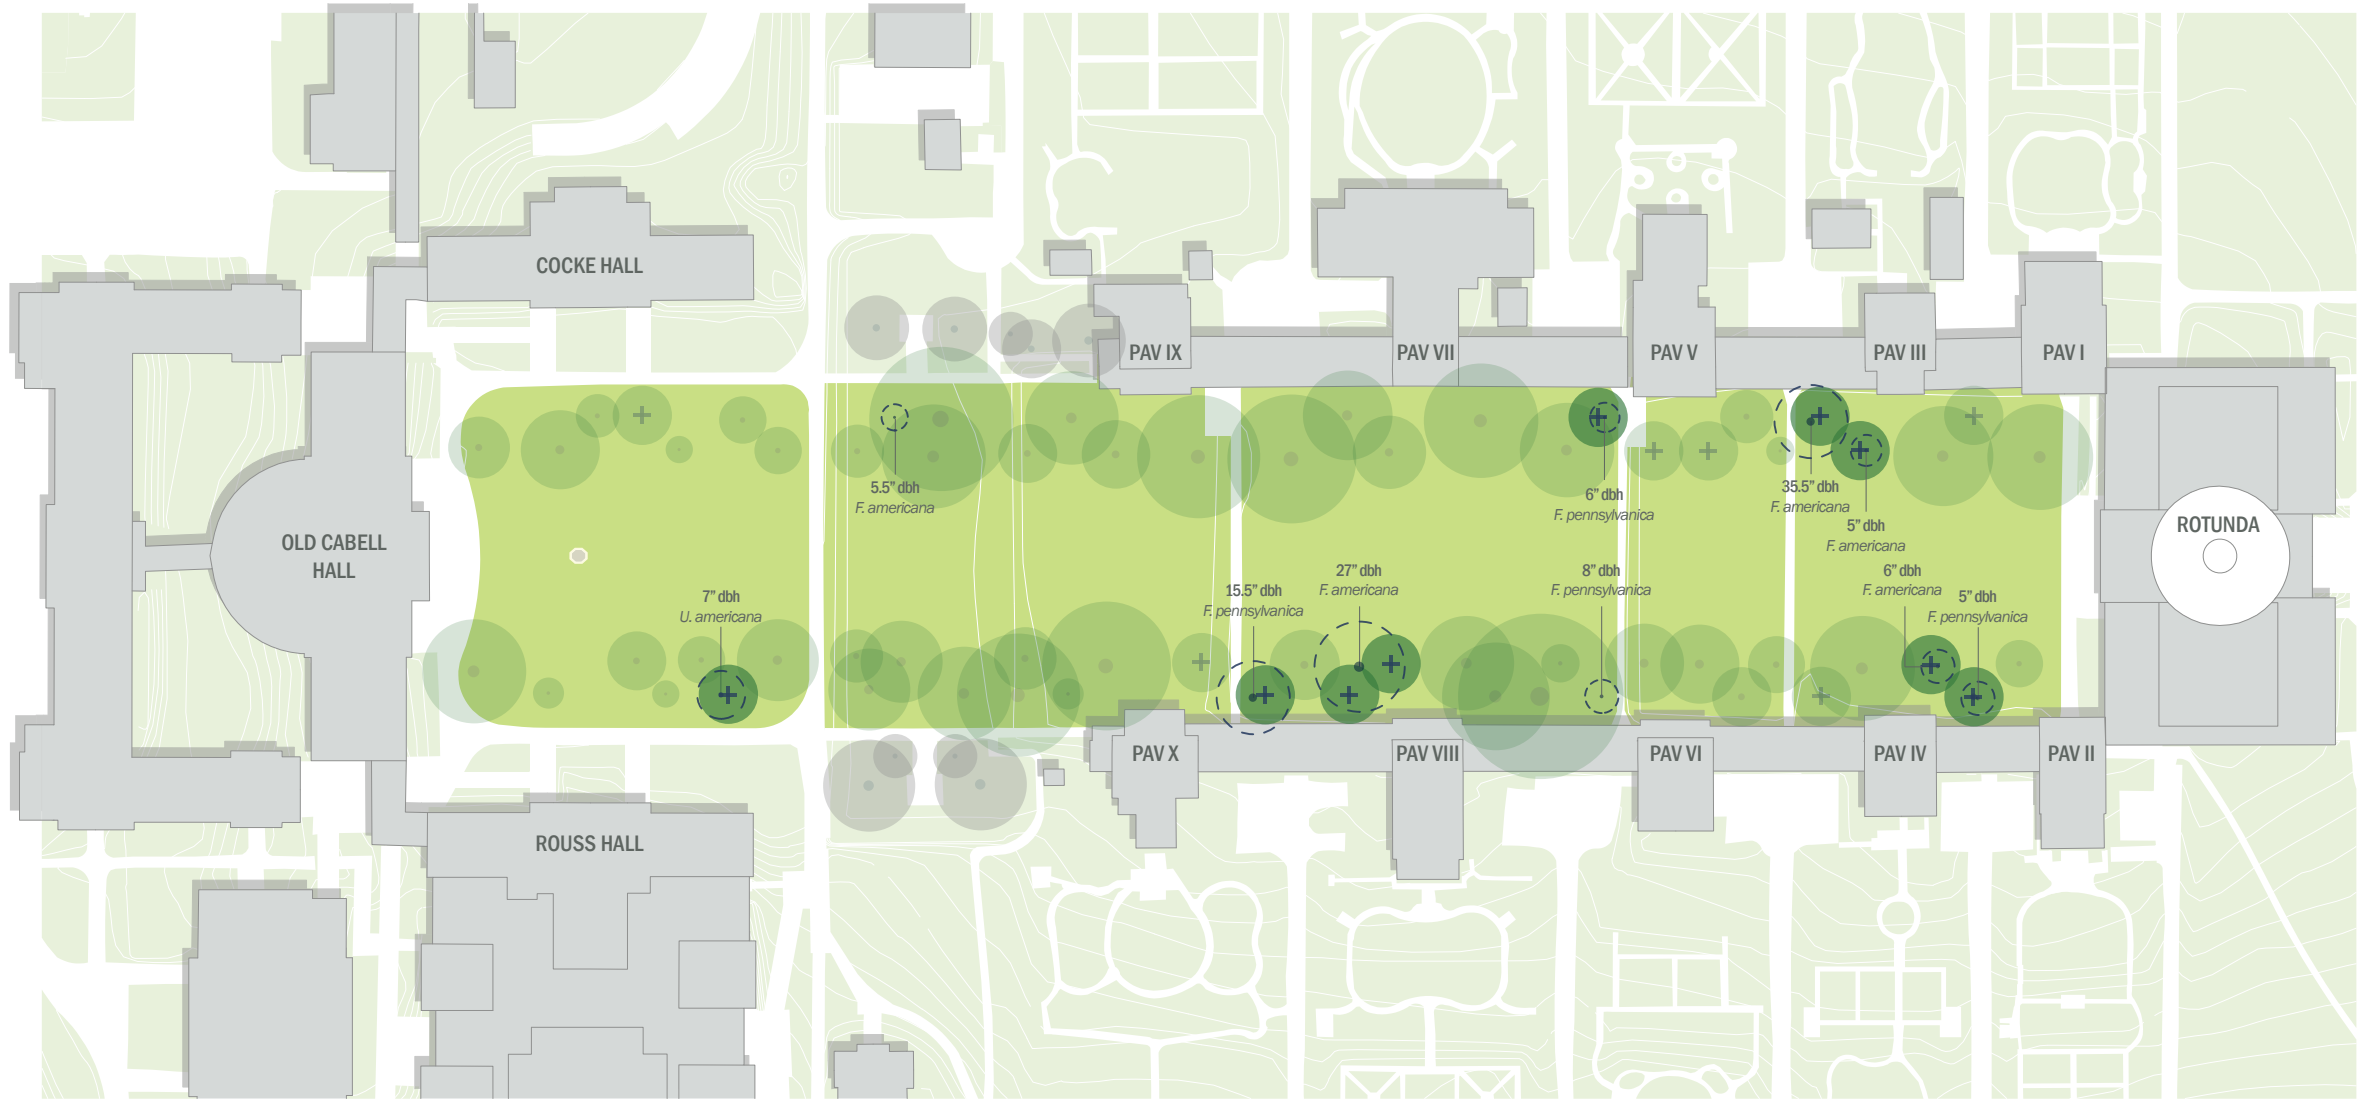 COCKE HALL
PAV IX
PAV VII
PAV V
PAV III
PAV I
5.5” dbh
F. americana
6” dbh
F. pennsylvanica
35.5” dbh
F. americana
5” dbh
F. americana
ROTUNDA
OLD CABELL
HALL
7” dbh
U. americana
15.5” dbh
F. pennsylvanica
27” dbh
F. americana
8” dbh
F. pennsylvanica
6” dbh
F. americana
5” dbh
F. pennsylvanica
PAV X
PAV VIII
PAV VI
PAV IV
PAV II
ROUSS HALL